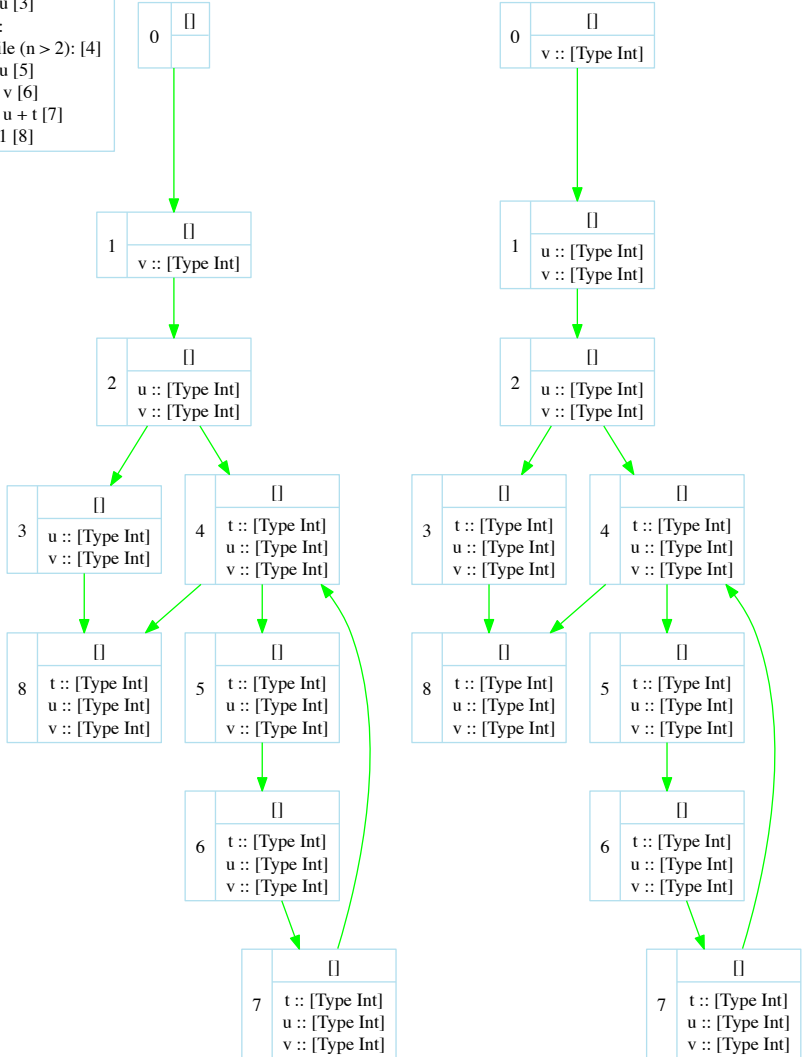 u [3]
:
ile (n > 2): [4]
u [5]
v [6]
u + t [7]
1 [8]
0
[]
1
[]
v :: [Type Int]
2
[]
u :: [Type Int]
v :: [Type Int]
3
[]
u :: [Type Int]
v :: [Type Int]
4
[]
t :: [Type Int]
u :: [Type Int]
v :: [Type Int]
8
[]
t :: [Type Int]
u :: [Type Int]
v :: [Type Int]
5
[]
t :: [Type Int]
u :: [Type Int]
v :: [Type Int]
6
[]
t :: [Type Int]
u :: [Type Int]
v :: [Type Int]
7
[]
t :: [Type Int]
u :: [Type Int]
v :: [Type Int]
0
[]
v :: [Type Int]
1
[]
u :: [Type Int]
v :: [Type Int]
2
[]
u :: [Type Int]
v :: [Type Int]
3
[]
t :: [Type Int]
u :: [Type Int]
v :: [Type Int]
4
[]
t :: [Type Int]
u :: [Type Int]
v :: [Type Int]
8
[]
t :: [Type Int]
u :: [Type Int]
v :: [Type Int]
5
[]
t :: [Type Int]
u :: [Type Int]
v :: [Type Int]
6
[]
t :: [Type Int]
u :: [Type Int]
v :: [Type Int]
7
[]
t :: [Type Int]
u :: [Type Int]
v :: [Type Int]